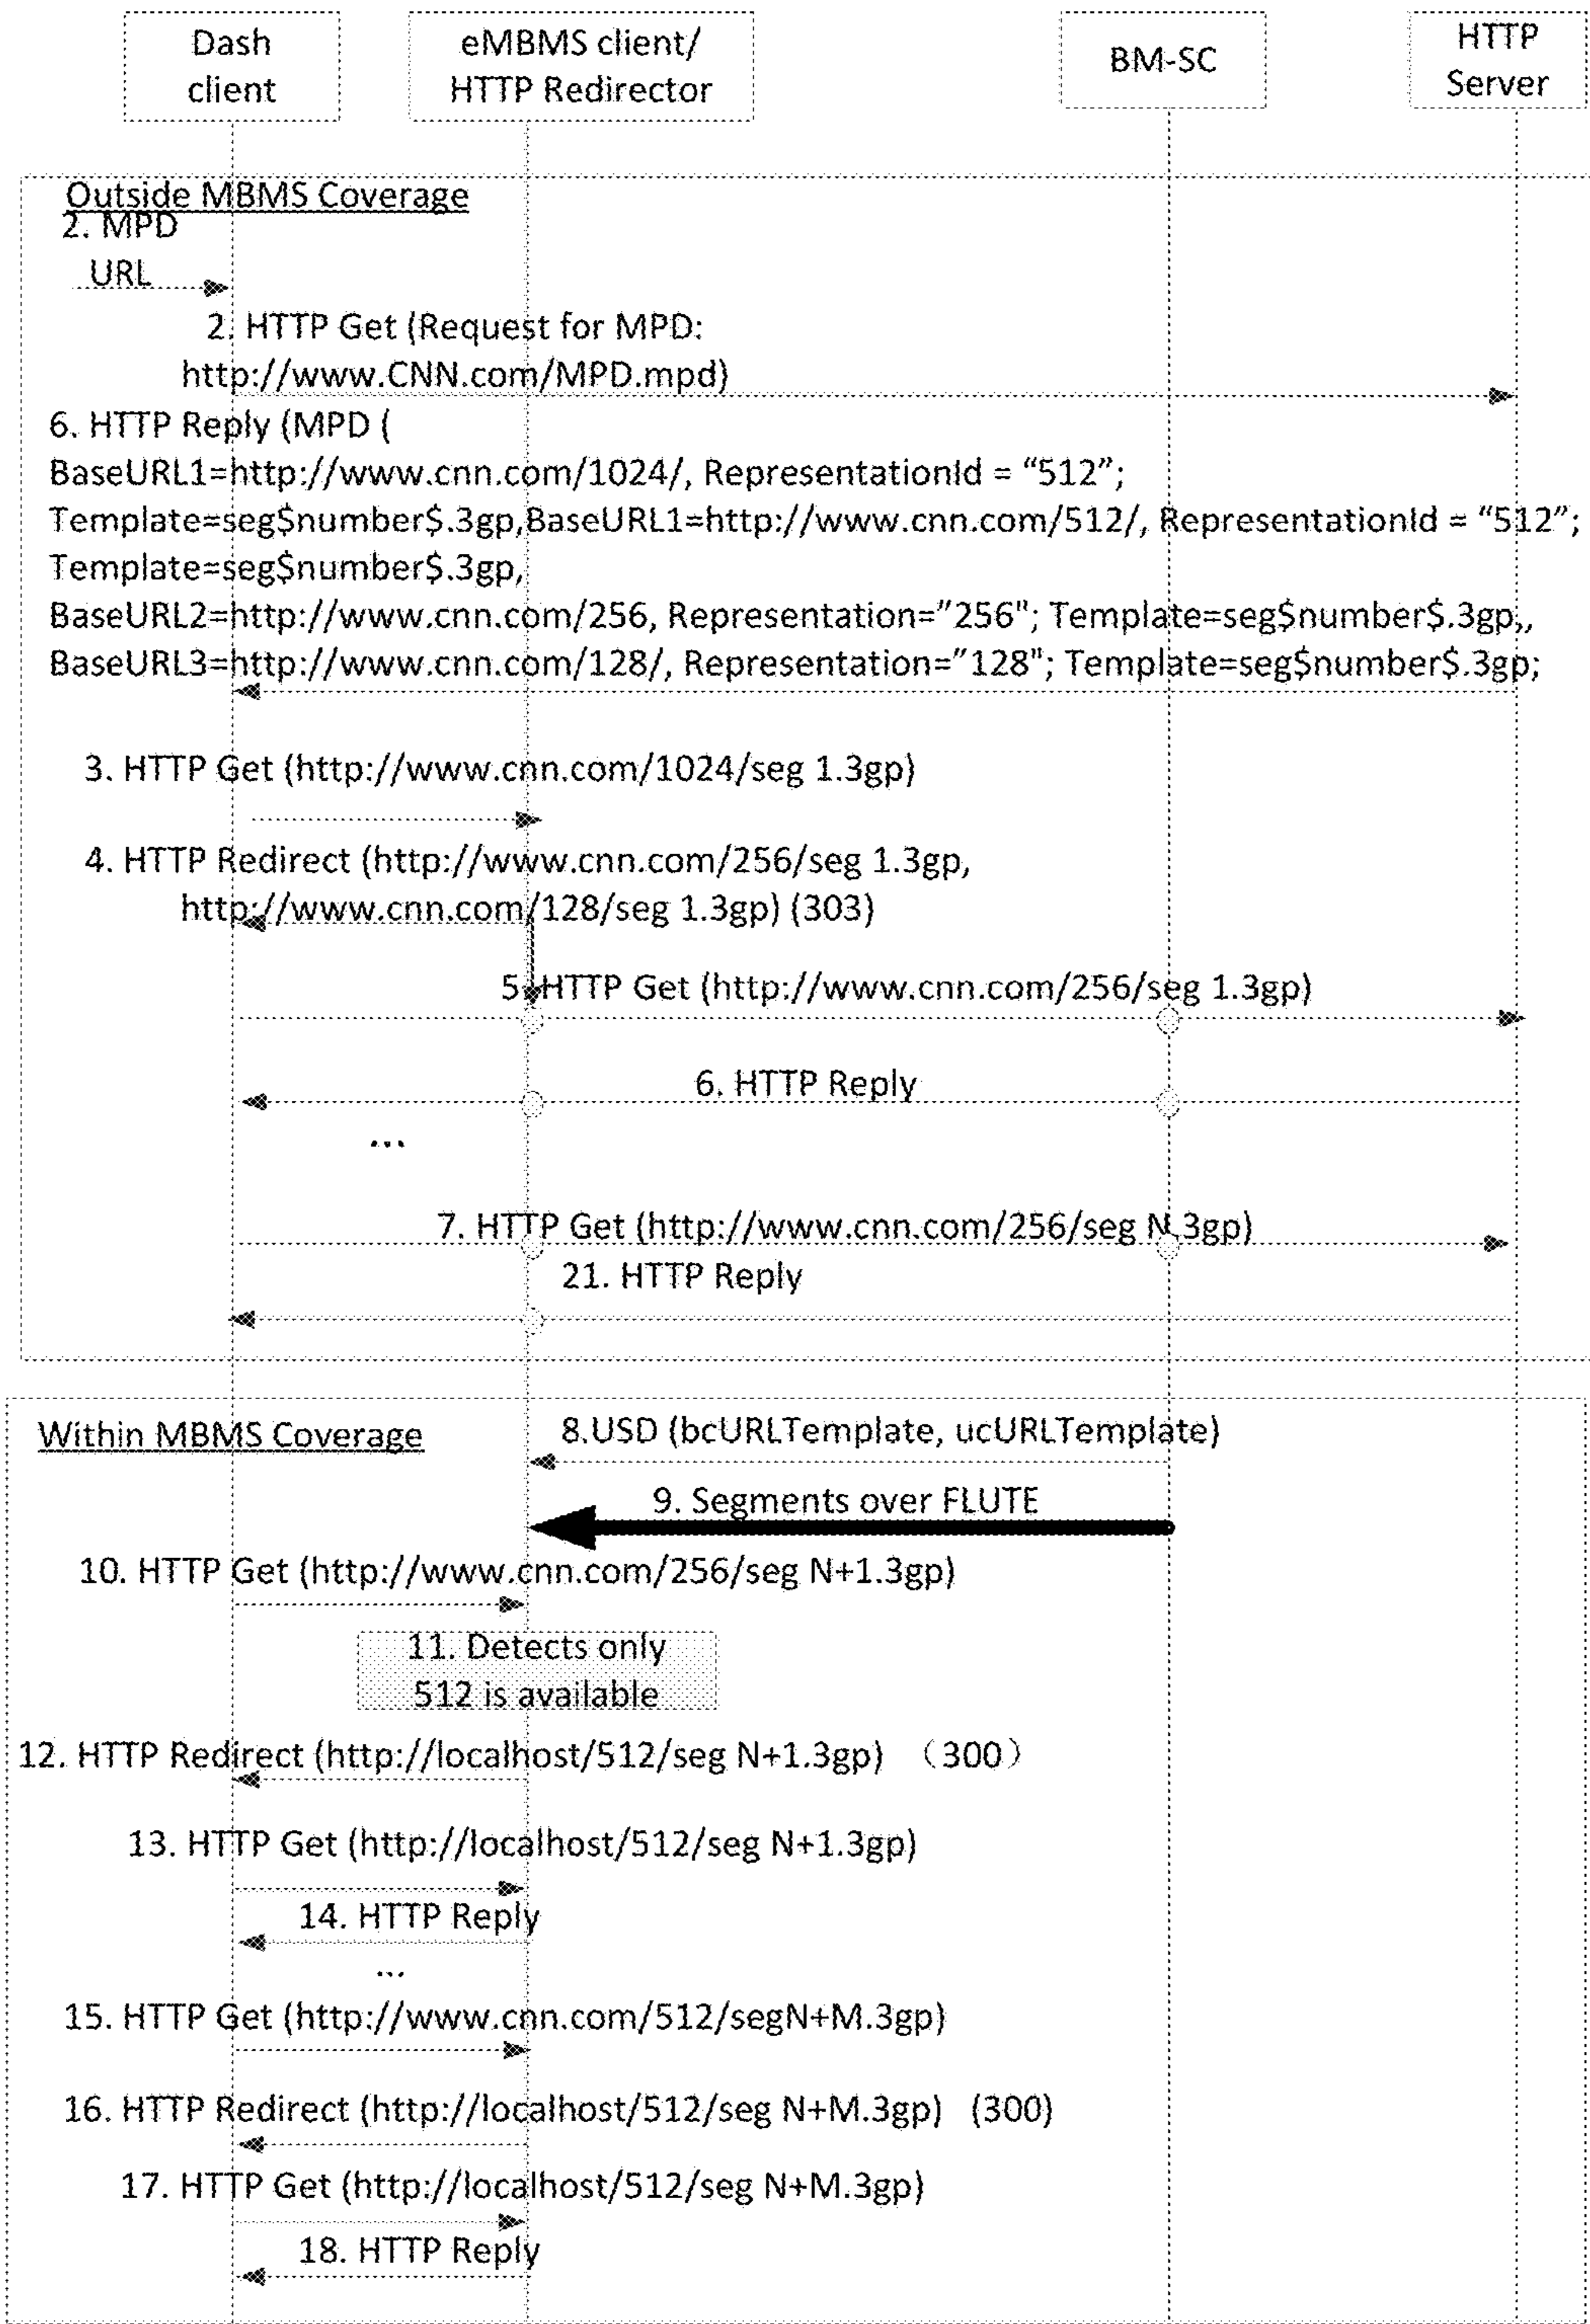 Dash
client
eMBMS client/
HTTP Redirector
BM-SC
HTTP
Server
Outside MBMS Coverage
2. MPD
URL
2. HTTP Get (Request for MPD:
http://www.CNN.com/MPD.mpd)
6. HTTP Reply (MPD (
BaseURL1=http://www.cnn.com/1024/, RepresentationId = “512”;
Template=seg$number$.3gp,BaseURL1=http://www.cnn.com/512/, RepresentationId = “512”;
Template=seg$number$.3gp,
BaseURL2=http://www.cnn.com/256, Representation=”256"; Template=seg$number$.3gp,,
BaseURL3=http://www.cnn.com/128/, Representation=”128"; Template=seg$number$.3gp;
3. HTTP Get (http://www.cnn.com/1024/seg 1.3gp)
4. HTTP Redirect (http://www.cnn.com/256/seg 1.3gp,
http://www.cnn.com/128/seg 1.3gp) (303)
5. HTTP Get (http://www.cnn.com/256/seg 1.3gp)
6. HTTP Reply
...
7. HTTP Get (http://www.cnn.com/256/seg N.3gp)
21. HTTP Reply
Within MBMS Coverage
8.USD (bcURLTemplate, ucURLTemplate)
9. Segments over FLUTE
10. HTTP Get (http://www.cnn.com/256/seg N+1.3gp)
11. Detects only
512 is available
12. HTTP Redirect (http://localhost/512/seg N+1.3gp) （300）
13. HTTP Get (http://localhost/512/seg N+1.3gp)
14. HTTP Reply
...
15. HTTP Get (http://www.cnn.com/512/segN+M.3gp)
16. HTTP Redirect (http://localhost/512/seg N+M.3gp) (300)
17. HTTP Get (http://localhost/512/seg N+M.3gp)
18. HTTP Reply